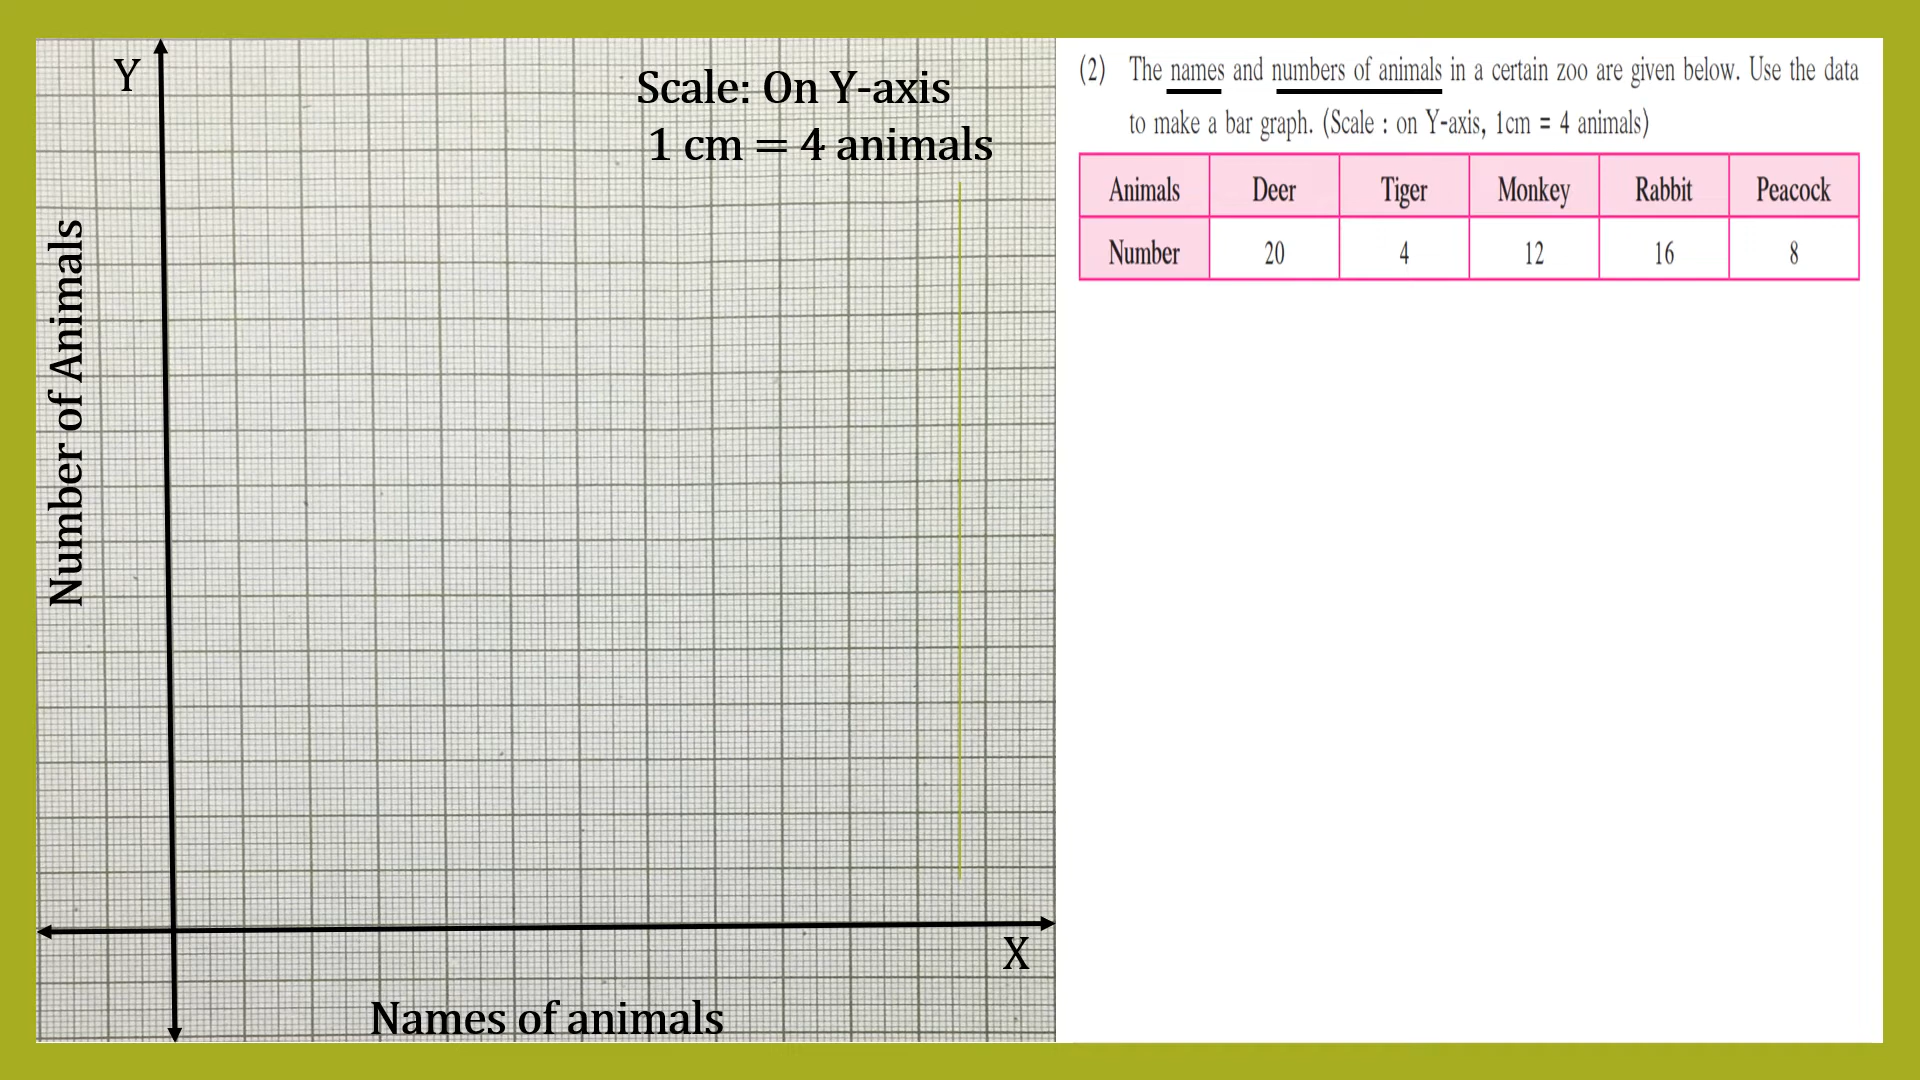 Y
Scale: On Y-axis
1 cm = 4 animals
Number of Animals
X
Names of animals
(2) The names and numbers of animals in a certain zoo are given below. Use the data
to make a bar graph. (Scale : on Y-axis, 1cm = 4 animals)
Animals Deer Tiger Monkey Rabbit Peacock
Number 20 4 12 16 8